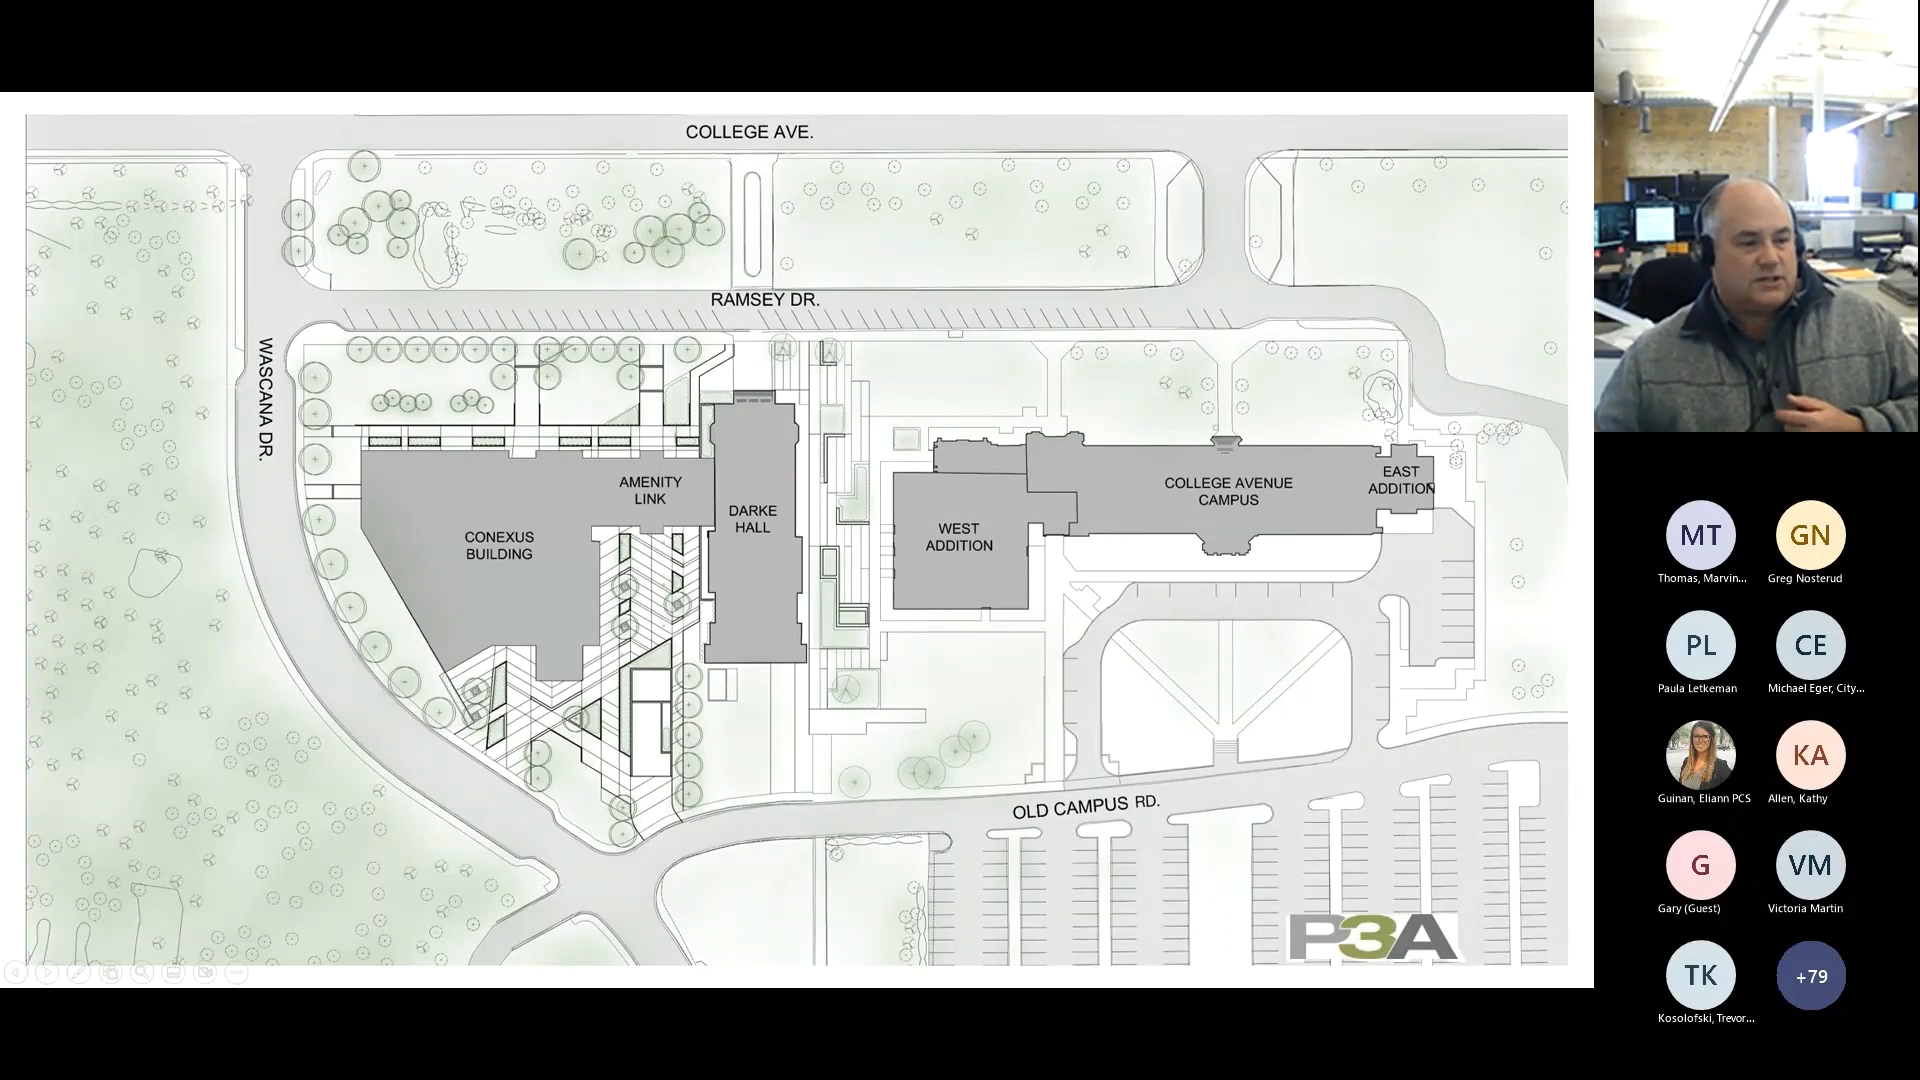 COLLEGE AVE.
RAMSEY DR.
WASCANA DR.
AMENITY
LINK
DARKE
HALL
CONEXUS
BUILDING
WEST
ADDITION
COLLEGE AVENUE
CAMPUS
EAST
ADDITION
OLD CAMPUS RD.
P3A
MT
GN
Thomas, Marvin...
Greg Nosterud
PL
CE
Paula Letkeman
Michael Eger, City...
KA
Guinan, Eliann PCS
Allen, Kathy
G
VM
Gary (Guest)
Victoria Martin
TK
+79
Kosolofski, Trevor...